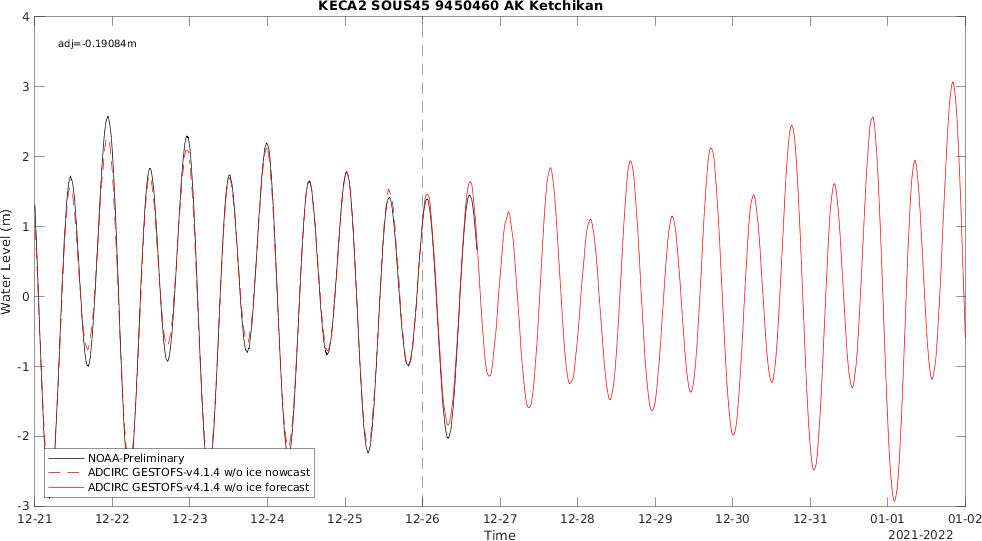 KECA2 SOUS45 9450460 AK Ketchikan
4
adj=-0.19084m
3
2
1
Water Level (m)
0
-1
-2
NOAA-Preliminary
ADCIRC GESTOFS-v4.1.4 w/o ice nowcast
ADCIRC GESTOFS-v4.1.4 w/o ice forecast
-3
12-21 12-22 12-23 12-24 12-25 12-26 12-27 12-28 12-29 12-30 12-31 01-01 01-02
Time
2021-2022